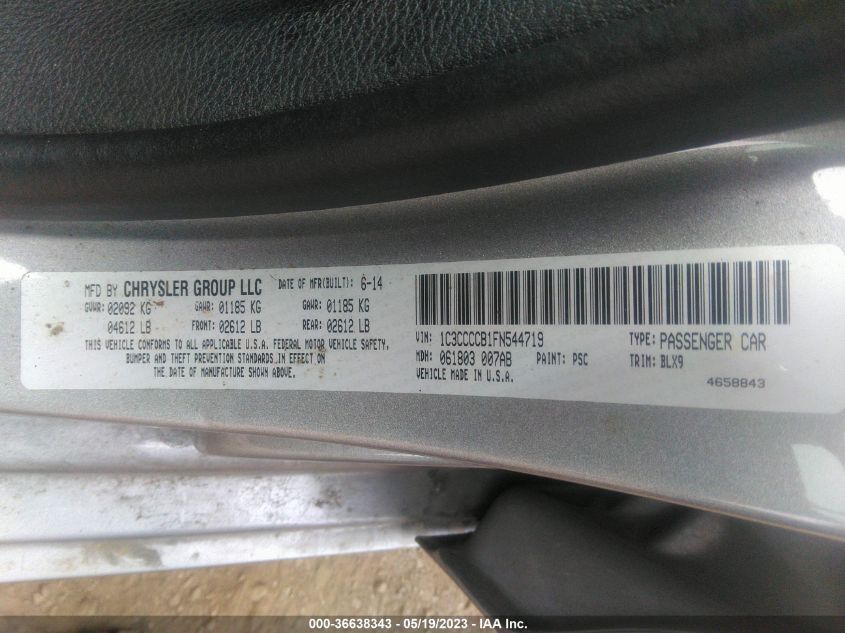 MFD BY CHRYSLER GROUP LLC DATE OF MFR(BUILT): 6-14
GVWR: 02092 KG GAWR: 01185 KG GAWR: 01185 KG
04612 LB FRONT: 02612 LB REAR: 02612 LB
THIS VEHICLE CONFORMS TO ALL APPLICABLE U.S.A. FEDERAL MOTOR VEHICLE SAFETY,
BUMPER AND THEFT PREVENTION STANDARDS IN EFFECT ON
THE DATE OF MANUFACTURE SHOWN ABOVE.
VIN: 1C3CCCCB1FN544719 TYPE: PASSENGER CAR
MDH: 061803 007AB PAINT: PSC TRIM: BLX9
VEHICLE MADE IN U.S.A.
4658843
000-36638343 - 05/19/2023 - IAA Inc.